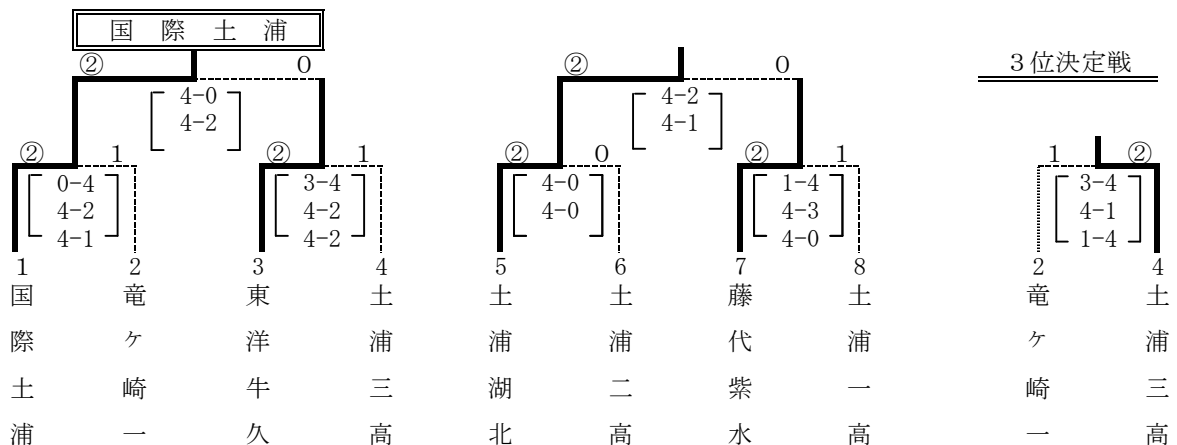 国際土浦
② 0
4-0
4-2
② 1
0-4
4-2
4-1
② 1
3-4
4-2
4-2
1
国際土浦
2
竜ケ崎一
3
東洋牛久
4
土浦三高
② 0
4-2
4-1
② 0
4-0
4-0
② 1
1-4
4-3
4-0
5
土浦湖北
6
土浦二高
7
藤代紫水
8
土浦一高
3位決定戦
1 ②
3-4
4-1
1-4
2
竜ケ崎一
4
土浦三高